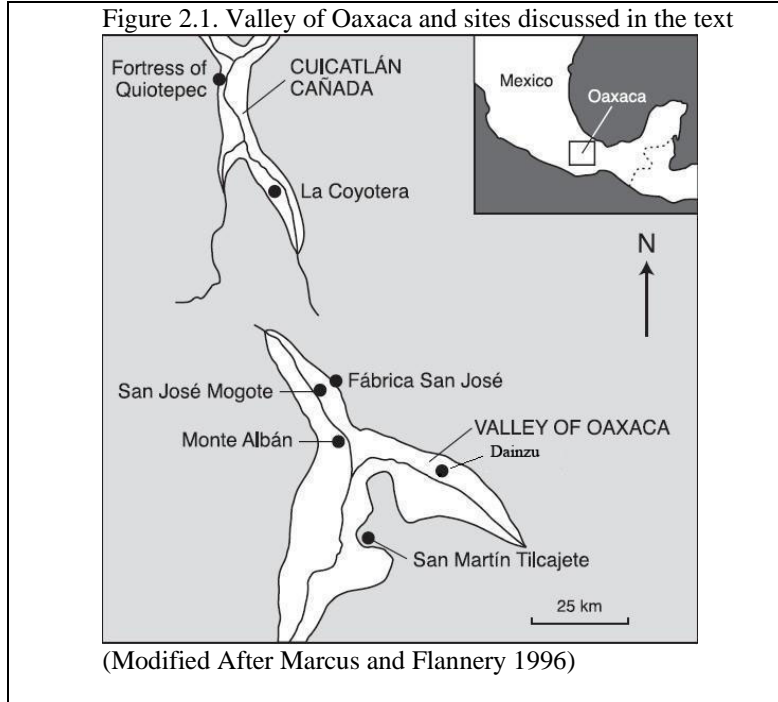 Figure 2.1. Valley of Oaxaca and sites discussed in the text
Fortress of
Quiotepec
CUICATLÁN
CAÑADA
La Coyotera
Mexico
Oaxaca
N
San José Mogote
Fábrica San José
Monte Albán
VALLEY OF OAXACA
Dainzu
San Martín Tilcajete
25 km
(Modified After Marcus and Flannery 1996)